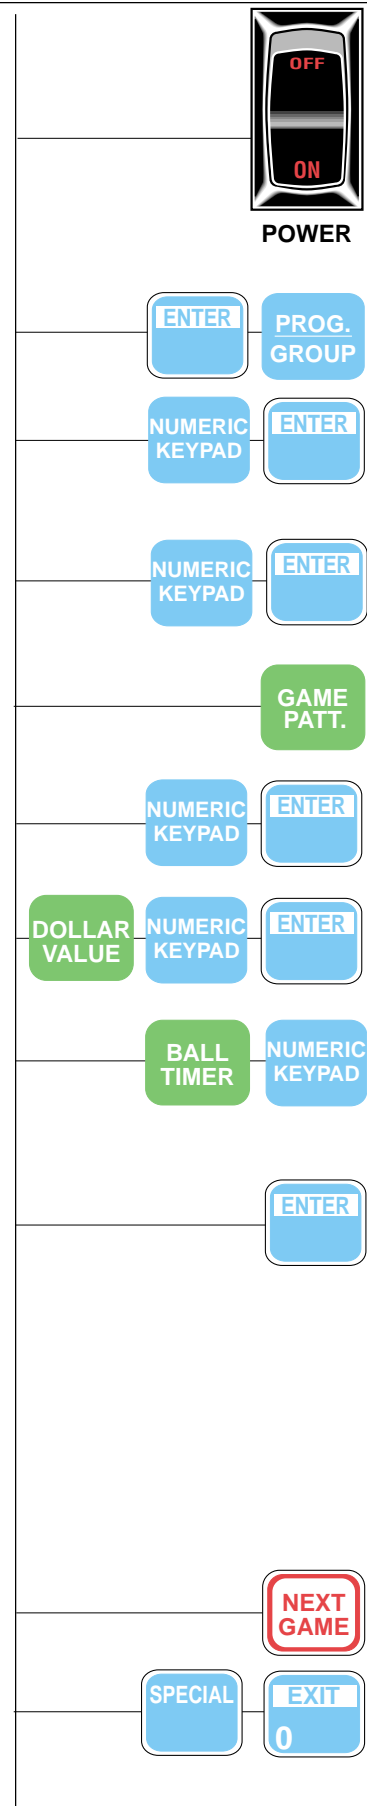 OFF
ON
POWER
ENTER
PROG.
GROUP
NUMERIC
KEYPAD
ENTER
NUMERIC
KEYPAD
ENTER
GAME
PATT.
NUMERIC
KEYPAD
ENTER
DOLLAR
VALUE
NUMERIC
KEYPAD
ENTER
BALL
TIMER
NUMERIC
KEYPAD
ENTER
NEXT
GAME
SPECIAL
EXIT
0